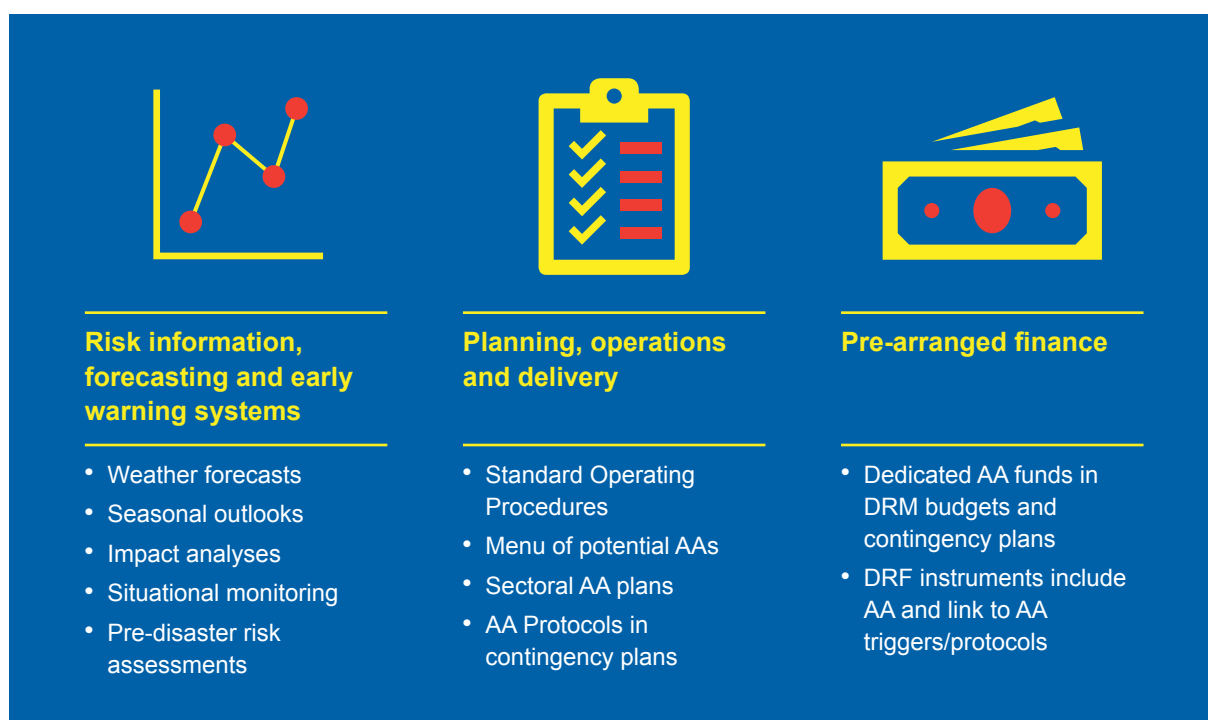 Risk information,
forecasting and early
warning systems
• Weather forecasts
• Seasonal outlooks
• Impact analyses
• Situational monitoring
• Pre-disaster risk
assessments
Planning, operations
and delivery
• Standard Operating
Procedures
• Menu of potential AAs
• Sectoral AA plans
• AA Protocols in
contingency plans
Pre-arranged finance
• Dedicated AA funds in
DRM budgets and
contingency plans
• DRF instruments include
AA and link to AA
triggers/protocols